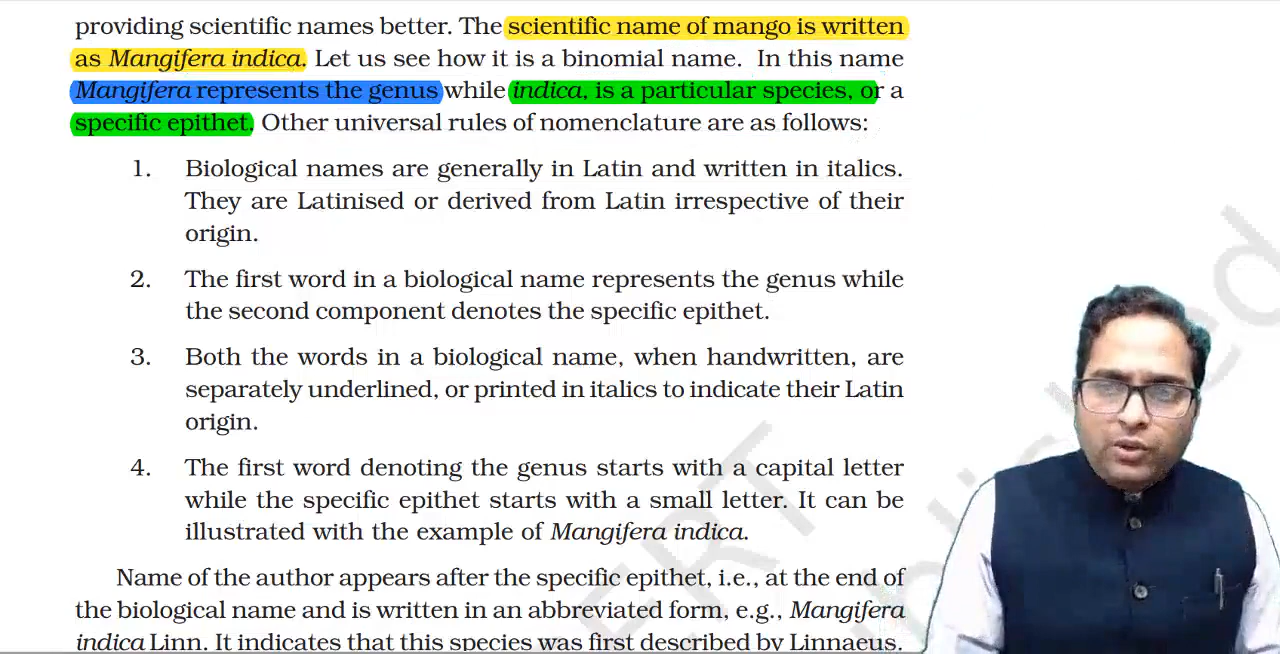 providing scientific names better. The scientific name of mango is written
as Mangifera indica. Let us see how it is a binomial name. In this name
Mangifera represents the genus while indica, is a particular species, or a
specific epithet. Other universal rules of nomenclature are as follows:
1. Biological names are generally in Latin and written in italics.
They are Latinised or derived from Latin irrespective of their
origin.
2. The first word in a biological name represents the genus while
the second component denotes the specific epithet.
3. Both the words in a biological name, when handwritten, are
separately underlined, or printed in italics to indicate their Latin
origin.
4. The first word denoting the genus starts with a capital letter
while the specific epithet starts with a small letter. It can be
illustrated with the example of Mangifera indica.
Name of the author appears after the specific epithet, i.e., at the end of
the biological name and is written in an abbreviated form, e.g., Mangifera
indica Linn. It indicates that this species was first described by Linnaeus.